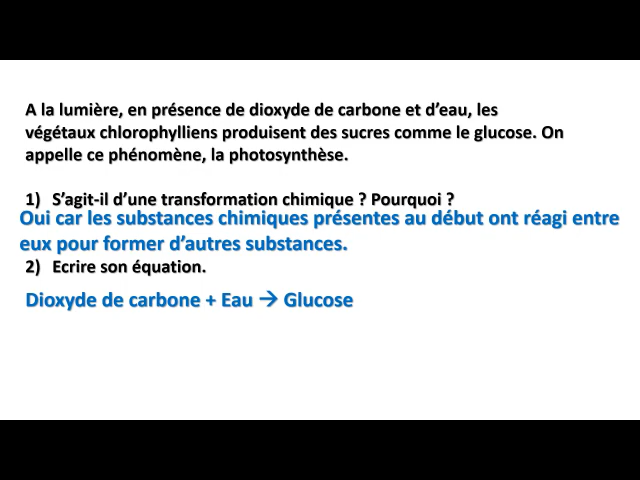 A la lumière, en présence de dioxyde de carbone et d’eau, les
végétaux chlorophylliens produisent des sucres comme le glucose. On
appelle ce phénomène, la photosynthèse.
1) S’agit-il d’une transformation chimique ? Pourquoi ?
Oui car les substances chimiques présentes au début ont réagi entre
eux pour former d’autres substances.
2) Ecrire son équation.
Dioxyde de carbone + Eau → Glucose